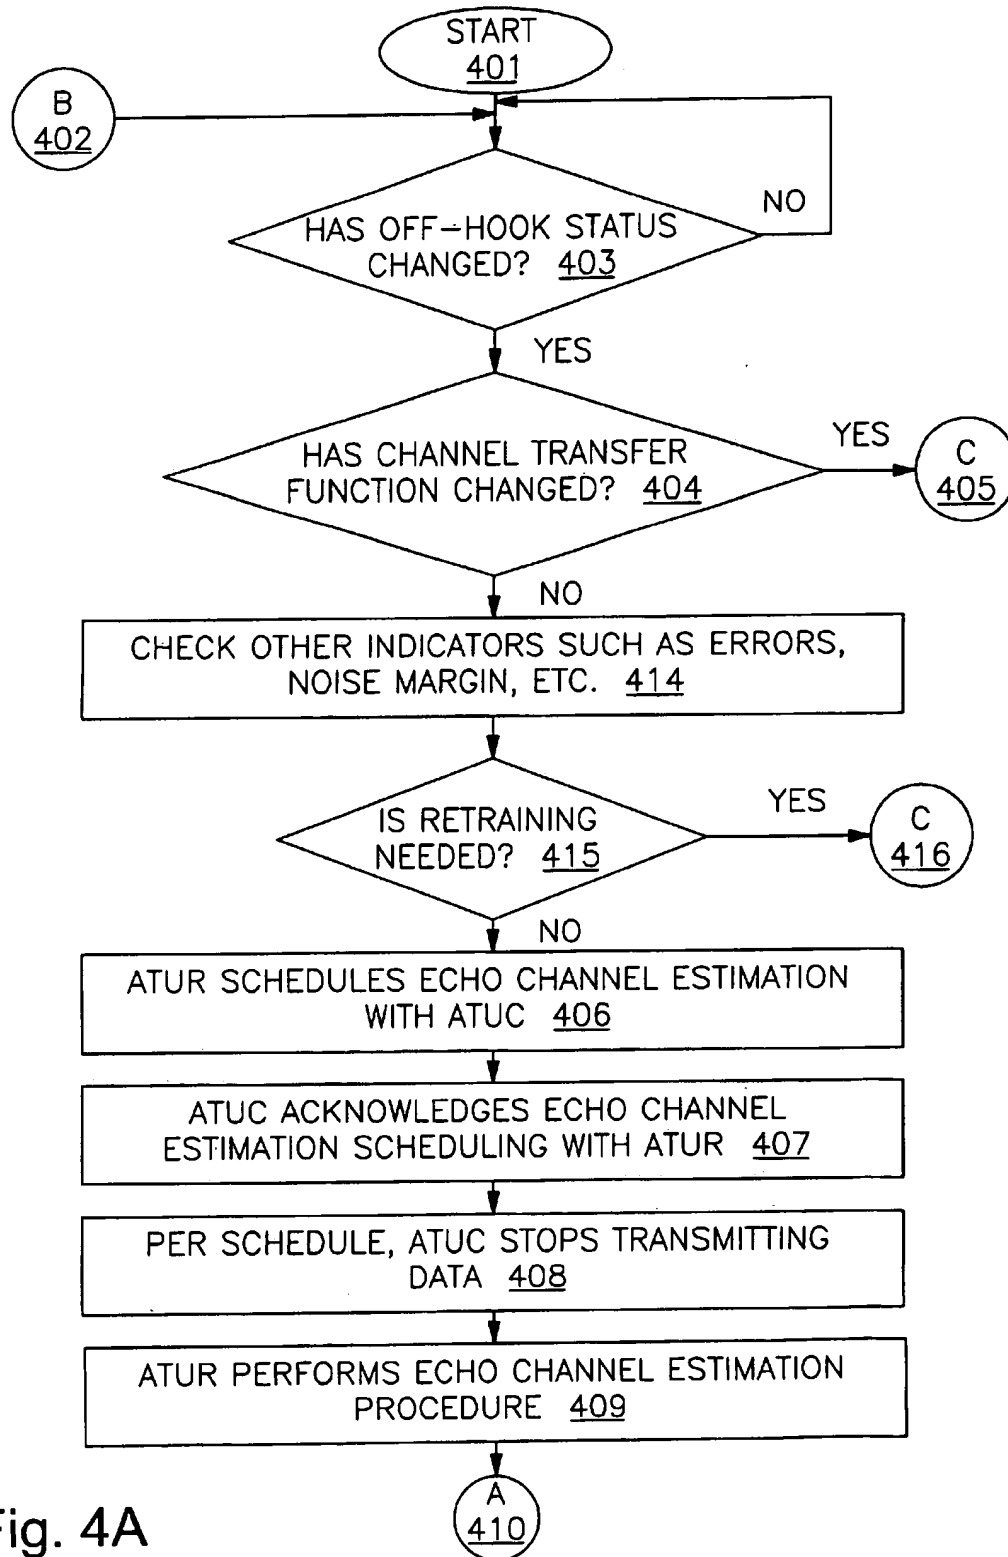 START
401
B
402
HAS OFF-HOOK STATUS
CHANGED? 403
NO
YES
HAS CHANNEL TRANSFER
FUNCTION CHANGED? 404
YES
C
405
NO
CHECK OTHER INDICATORS SUCH AS ERRORS,
NOISE MARGIN, ETC. 414
IS RETRAINING
NEEDED? 415
YES
C
416
NO
ATUR SCHEDULES ECHO CHANNEL ESTIMATION
WITH ATUC 406
ATUC ACKNOWLEDGES ECHO CHANNEL
ESTIMATION SCHEDULING WITH ATUR 407
PER SCHEDULE, ATUC STOPS TRANSMITTING
DATA 408
ATUR PERFORMS ECHO CHANNEL ESTIMATION
PROCEDURE 409
A
410
Fig. 4A